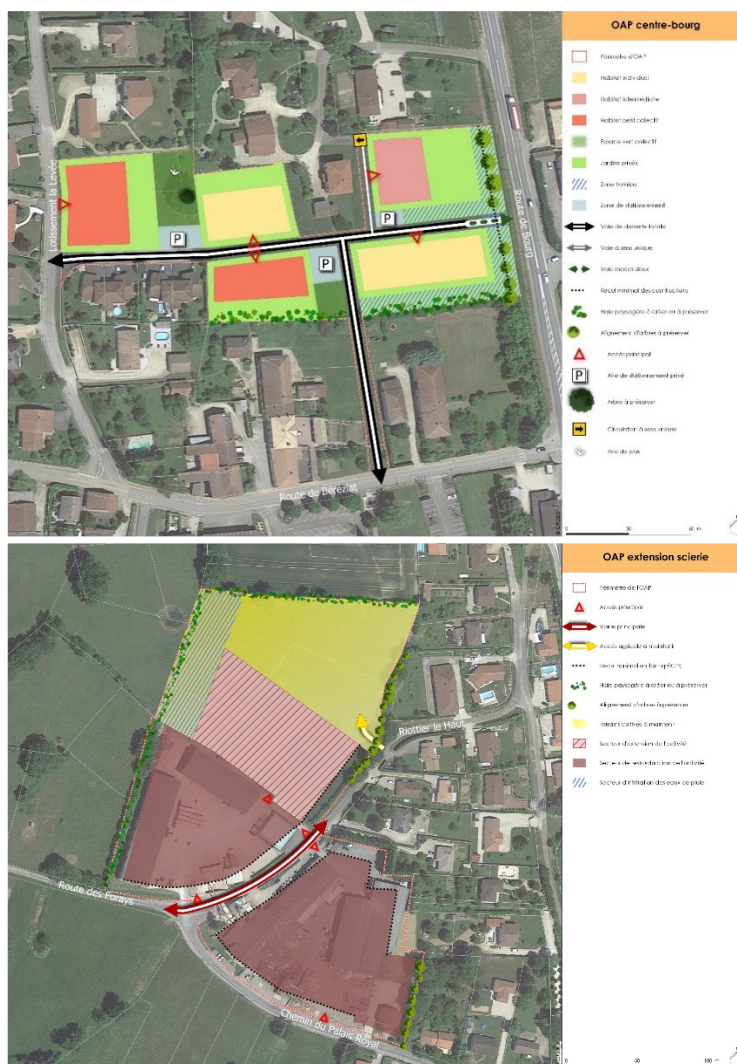 OAP centre-bourg
Périmètre d'OAP
Habitat individuel
Habitat intermédiaire
Habitat petit collectif
Espace vert collectif
Jardins privés
Zone tramée
Zone de stationnement
Voie de desserte locale
Voie à sens unique
Voie modes doux
Recul minimal des constructions
Haie paysagère à créer ou à préserver
Alignement d'arbres à préserver
Accès principal
P
Aire de stationnement privé
Arbre à préserver
Circulation à sens unique
Aire de jeux
Lotissement la Levée
P
P
P
Route de Bourg
Route de Béréziat
OAP extension scierie
Périmètre de l'OAP
Accès principal
Voirie principale
Accès agricole à maintenir
Haie paysagère à créer ou à préserver
Alignement d'arbres à préserver
Terrains cultivés à maintenir
Secteur d'extension de l'activité
Secteur de restructuration de l'activité
Secteur d'infiltration des eaux de pluie
Riottier le Haut
Route des Forays
Chemin du Palais-Royal